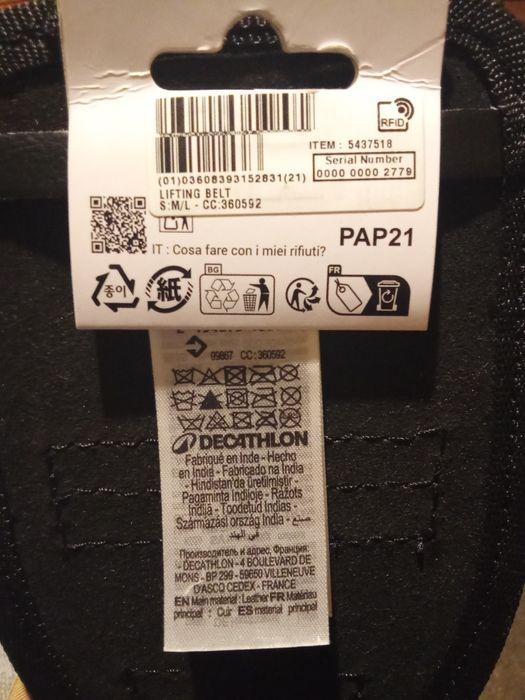 RFiD
ITEM : 5437518
Serial Number
0000 0000 2779
(01)03608393152831(21)
LIFTING BELT
S:M/L - CC:360592
PAP21
IT : Cosa fare con i miei rifiuti?
종이
紙
BG
FR
99867 CC:360592
DECATHLON
Fabriqué en Inde - Hecho
en India - Fabricado na India
- Hindistan'da üretilmiştir -
Pagaminta Indijoje - Ražots
Indijā - Toodetud Indias -
Származási ország India - صنع
في الهند
Производитель и адрес, Франция:
- DECATHLON - 4 BOULEVARD DE
MONS - BP 299 - 59650 VILLENEUVE
D'ASCQ CEDEX - FRANCE
EN Main material : Leather FR Matériau
principal : Cuir ES material principal